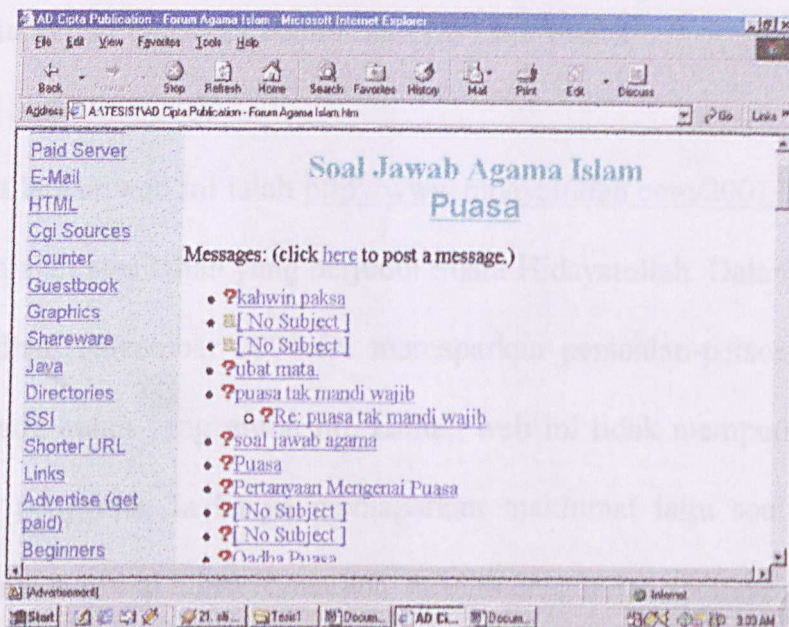 AD Cipta Publication - Forum Agama Islam - Microsoft Internet Explorer
File Edit View Favorites Tools Help
Back Stop Refresh Home Search Favorites History Mail Print Edit Discuss
Address A:\TESIS1\AD Cipta Publication - Forum Agama Islam.htm Go Links »
Paid Server
E-Mail
HTML
Cgi Sources
Counter
Guestbook
Graphics
Shareware
Java
Directories
SSI
Shorter URL
Links
Advertise (get
paid)
Beginners
Soal Jawab Agama Islam
Puasa
Messages: (click here to post a message.)
?kahwin paksa
[ No Subject ]
[ No Subject ]
?ubat mata.
?puasa tak mandi wajib
?Re: puasa tak mandi wajib
?soal jawab agama
?Puasa
?Pertanyaan Mengenai Puasa
?[ No Subject ]
?[ No Subject ]
?Qadha Puasa
[Advertisement] Internet
Start Tesis1 Docum... AD Ci... Docum... 3:03 AM